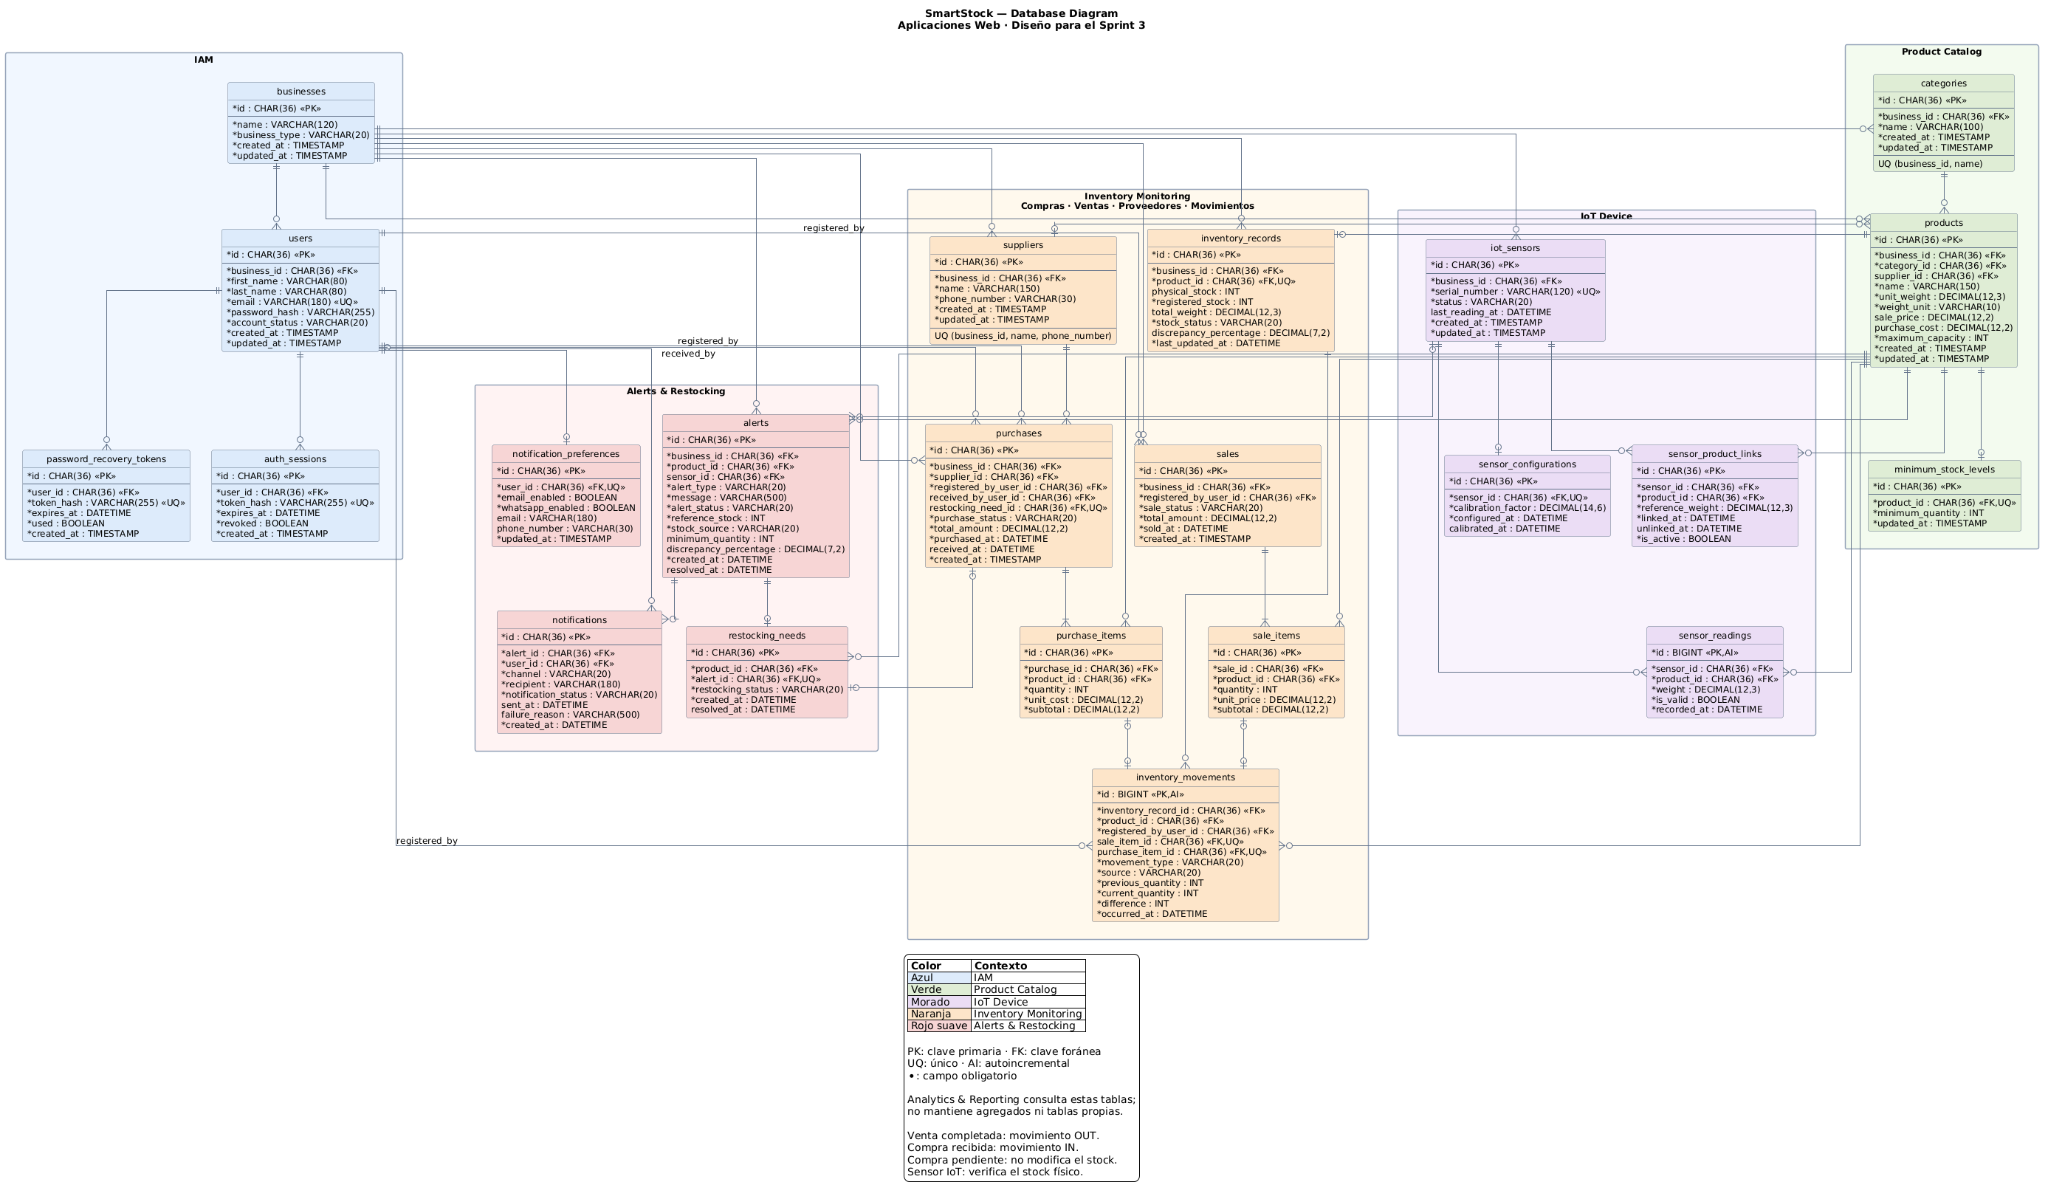 SmartStock — Database Diagram
Aplicaciones Web · Diseño para el Sprint 3
IAM
businesses
*id : CHAR(36) «PK»
*name : VARCHAR(120)
*business_type : VARCHAR(20)
*created_at : TIMESTAMP
*updated_at : TIMESTAMP
users
*id : CHAR(36) «PK»
*business_id : CHAR(36) «FK»
*first_name : VARCHAR(80)
*last_name : VARCHAR(80)
*email : VARCHAR(180) «UQ»
*password_hash : VARCHAR(255)
*account_status : VARCHAR(20)
*created_at : TIMESTAMP
*updated_at : TIMESTAMP
password_recovery_tokens
*id : CHAR(36) «PK»
*user_id : CHAR(36) «FK»
*token_hash : VARCHAR(255) «UQ»
*expires_at : DATETIME
*used : BOOLEAN
*created_at : TIMESTAMP
auth_sessions
*id : CHAR(36) «PK»
*user_id : CHAR(36) «FK»
*token_hash : VARCHAR(255) «UQ»
*expires_at : DATETIME
*revoked : BOOLEAN
*created_at : TIMESTAMP
registered_by
registered_by
received_by
registered_by
Alerts & Restocking
notification_preferences
*id : CHAR(36) «PK»
*user_id : CHAR(36) «FK,UQ»
*email_enabled : BOOLEAN
*whatsapp_enabled : BOOLEAN
email : VARCHAR(180)
phone_number : VARCHAR(30)
*updated_at : TIMESTAMP
alerts
*id : CHAR(36) «PK»
*business_id : CHAR(36) «FK»
*product_id : CHAR(36) «FK»
sensor_id : CHAR(36) «FK»
*alert_type : VARCHAR(20)
*message : VARCHAR(500)
*alert_status : VARCHAR(20)
*reference_stock : INT
*stock_source : VARCHAR(20)
minimum_quantity : INT
discrepancy_percentage : DECIMAL(7,2)
*created_at : DATETIME
resolved_at : DATETIME
notifications
*id : CHAR(36) «PK»
*alert_id : CHAR(36) «FK»
*user_id : CHAR(36) «FK»
*channel : VARCHAR(20)
*recipient : VARCHAR(180)
*notification_status : VARCHAR(20)
sent_at : DATETIME
failure_reason : VARCHAR(500)
*created_at : DATETIME
restocking_needs
*id : CHAR(36) «PK»
*product_id : CHAR(36) «FK»
*alert_id : CHAR(36) «FK,UQ»
*restocking_status : VARCHAR(20)
*created_at : DATETIME
resolved_at : DATETIME
Inventory Monitoring
Compras · Ventas · Proveedores · Movimientos
suppliers
*id : CHAR(36) «PK»
*business_id : CHAR(36) «FK»
*name : VARCHAR(150)
*phone_number : VARCHAR(30)
*created_at : TIMESTAMP
*updated_at : TIMESTAMP
UQ (business_id, name, phone_number)
inventory_records
*id : CHAR(36) «PK»
*business_id : CHAR(36) «FK»
*product_id : CHAR(36) «FK,UQ»
physical_stock : INT
*registered_stock : INT
total_weight : DECIMAL(12,3)
*stock_status : VARCHAR(20)
discrepancy_percentage : DECIMAL(7,2)
*last_updated_at : DATETIME
purchases
*id : CHAR(36) «PK»
*business_id : CHAR(36) «FK»
*supplier_id : CHAR(36) «FK»
*registered_by_user_id : CHAR(36) «FK»
received_by_user_id : CHAR(36) «FK»
restocking_need_id : CHAR(36) «FK,UQ»
*purchase_status : VARCHAR(20)
*total_amount : DECIMAL(12,2)
*purchased_at : DATETIME
received_at : DATETIME
*created_at : TIMESTAMP
sales
*id : CHAR(36) «PK»
*business_id : CHAR(36) «FK»
*registered_by_user_id : CHAR(36) «FK»
*sale_status : VARCHAR(20)
*total_amount : DECIMAL(12,2)
*sold_at : DATETIME
*created_at : TIMESTAMP
purchase_items
*id : CHAR(36) «PK»
*purchase_id : CHAR(36) «FK»
*product_id : CHAR(36) «FK»
*quantity : INT
*unit_cost : DECIMAL(12,2)
*subtotal : DECIMAL(12,2)
sale_items
*id : CHAR(36) «PK»
*sale_id : CHAR(36) «FK»
*product_id : CHAR(36) «FK»
*quantity : INT
*unit_price : DECIMAL(12,2)
*subtotal : DECIMAL(12,2)
inventory_movements
*id : BIGINT «PK,AI»
*inventory_record_id : CHAR(36) «FK»
*product_id : CHAR(36) «FK»
*registered_by_user_id : CHAR(36) «FK»
sale_item_id : CHAR(36) «FK,UQ»
purchase_item_id : CHAR(36) «FK,UQ»
*movement_type : VARCHAR(20)
*source : VARCHAR(20)
*previous_quantity : INT
*current_quantity : INT
*difference : INT
*occurred_at : DATETIME
IoT Device
iot_sensors
*id : CHAR(36) «PK»
*business_id : CHAR(36) «FK»
*serial_number : VARCHAR(120) «UQ»
*status : VARCHAR(20)
last_reading_at : DATETIME
*created_at : TIMESTAMP
*updated_at : TIMESTAMP
sensor_configurations
*id : CHAR(36) «PK»
*sensor_id : CHAR(36) «FK,UQ»
*calibration_factor : DECIMAL(14,6)
*configured_at : DATETIME
calibrated_at : DATETIME
sensor_product_links
*id : CHAR(36) «PK»
*sensor_id : CHAR(36) «FK»
*product_id : CHAR(36) «FK»
*reference_weight : DECIMAL(12,3)
*linked_at : DATETIME
unlinked_at : DATETIME
*is_active : BOOLEAN
sensor_readings
*id : BIGINT «PK,AI»
*sensor_id : CHAR(36) «FK»
*product_id : CHAR(36) «FK»
*weight : DECIMAL(12,3)
*is_valid : BOOLEAN
*recorded_at : DATETIME
Product Catalog
categories
*id : CHAR(36) «PK»
*business_id : CHAR(36) «FK»
*name : VARCHAR(100)
*created_at : TIMESTAMP
*updated_at : TIMESTAMP
UQ (business_id, name)
products
*id : CHAR(36) «PK»
*business_id : CHAR(36) «FK»
*category_id : CHAR(36) «FK»
supplier_id : CHAR(36) «FK»
*name : VARCHAR(150)
*unit_weight : DECIMAL(12,3)
*weight_unit : VARCHAR(10)
sale_price : DECIMAL(12,2)
purchase_cost : DECIMAL(12,2)
*maximum_capacity : INT
*created_at : TIMESTAMP
*updated_at : TIMESTAMP
minimum_stock_levels
*id : CHAR(36) «PK»
*product_id : CHAR(36) «FK,UQ»
*minimum_quantity : INT
*updated_at : TIMESTAMP
Color Contexto
Azul IAM
Verde Product Catalog
Morado IoT Device
Naranja Inventory Monitoring
Rojo suave Alerts & Restocking
PK: clave primaria · FK: clave foránea
UQ: único · AI: autoincremental
• : campo obligatorio
Analytics & Reporting consulta estas tablas;
no mantiene agregados ni tablas propias.
Venta completada: movimiento OUT.
Compra recibida: movimiento IN.
Compra pendiente: no modifica el stock.
Sensor IoT: verifica el stock físico.